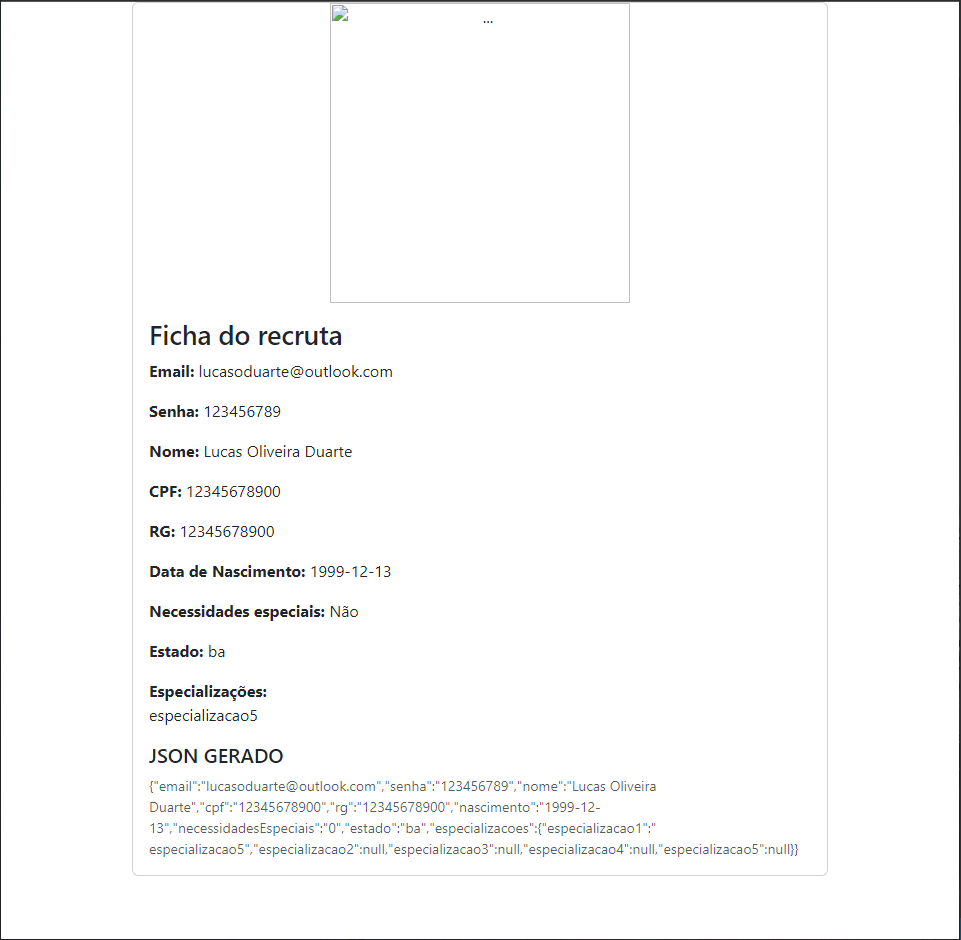 ...
Ficha do recruta
Email: lucasoduarte@outlook.com
Senha: 123456789
Nome: Lucas Oliveira Duarte
CPF: 12345678900
RG: 12345678900
Data de Nascimento: 1999-12-13
Necessidades especiais: Não
Estado: ba
Especializações:
especializacao5
JSON GERADO
{"email":"lucasoduarte@outlook.com","senha":"123456789","nome":"Lucas Oliveira
Duarte","cpf":"12345678900","rg":"12345678900","nascimento":"1999-12-
13","necessidadesEspeciais":"0","estado":"ba","especializacoes":{"especializacao1":"
especializacao5","especializacao2":null,"especializacao3":null,"especializacao4":null,"especializacao5":null}}